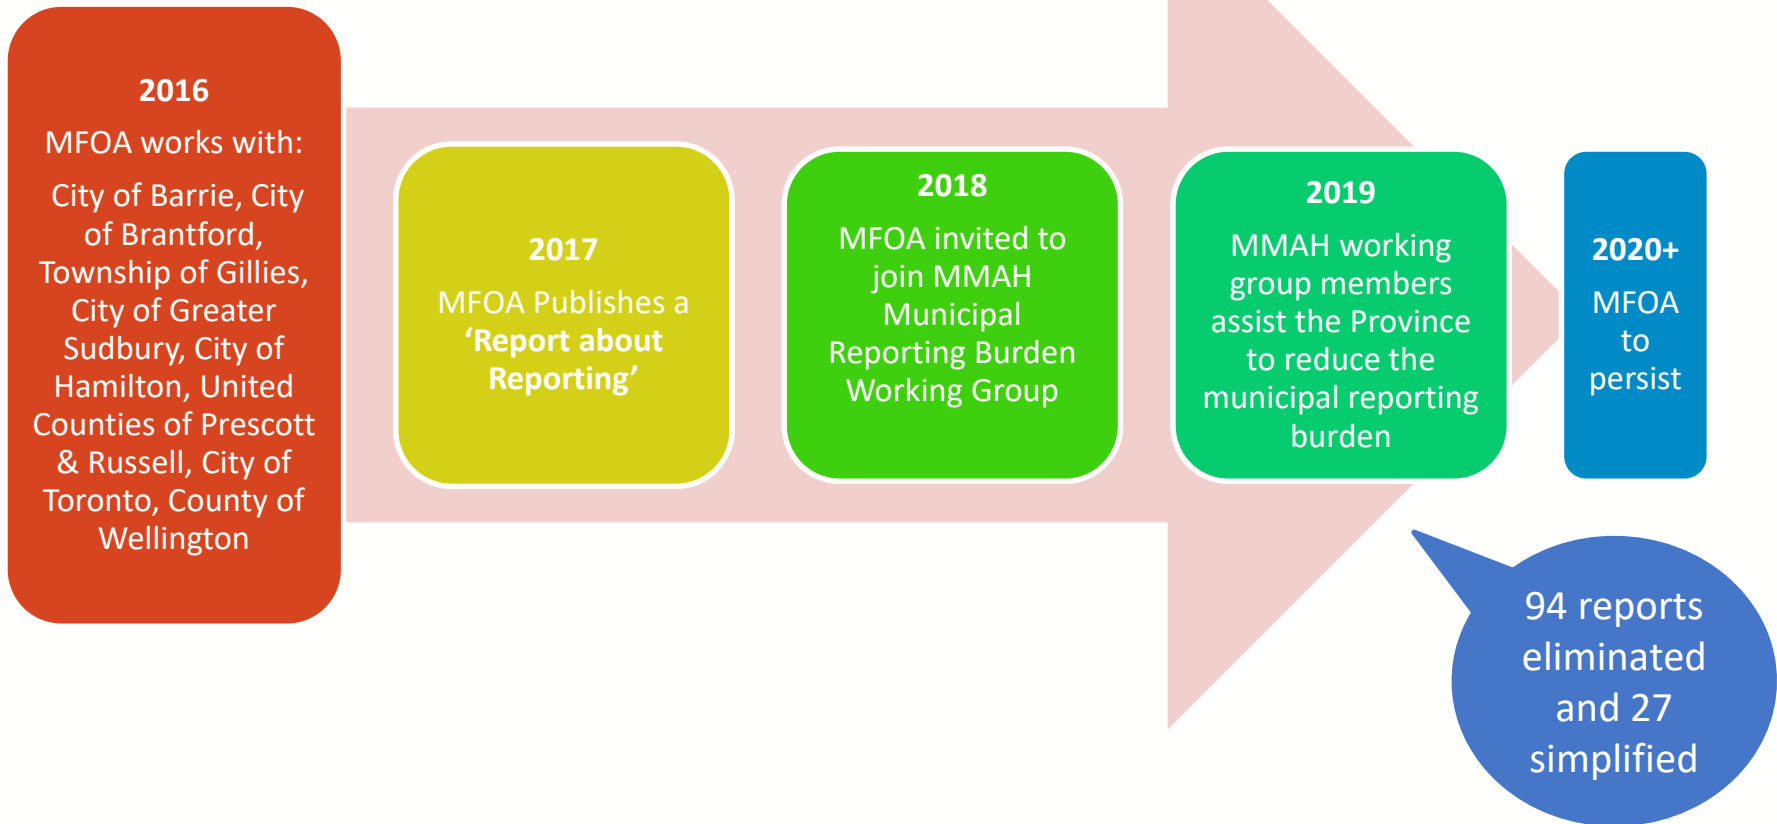 2016
MFOA works with:
City of Barrie, City
of Brantford,
Township of Gillies,
City of Greater
Sudbury, City of
Hamilton, United
Counties of Prescott
& Russell, City of
Toronto, County of
Wellington
2017
MFOA Publishes a
‘Report about
Reporting’
2018
MFOA invited to
join MMAH
Municipal
Reporting Burden
Working Group
2019
MMAH working
group members
assist the Province
to reduce the
municipal reporting
burden
2020+
MFOA
to
persist
94 reports
eliminated
and 27
simplified